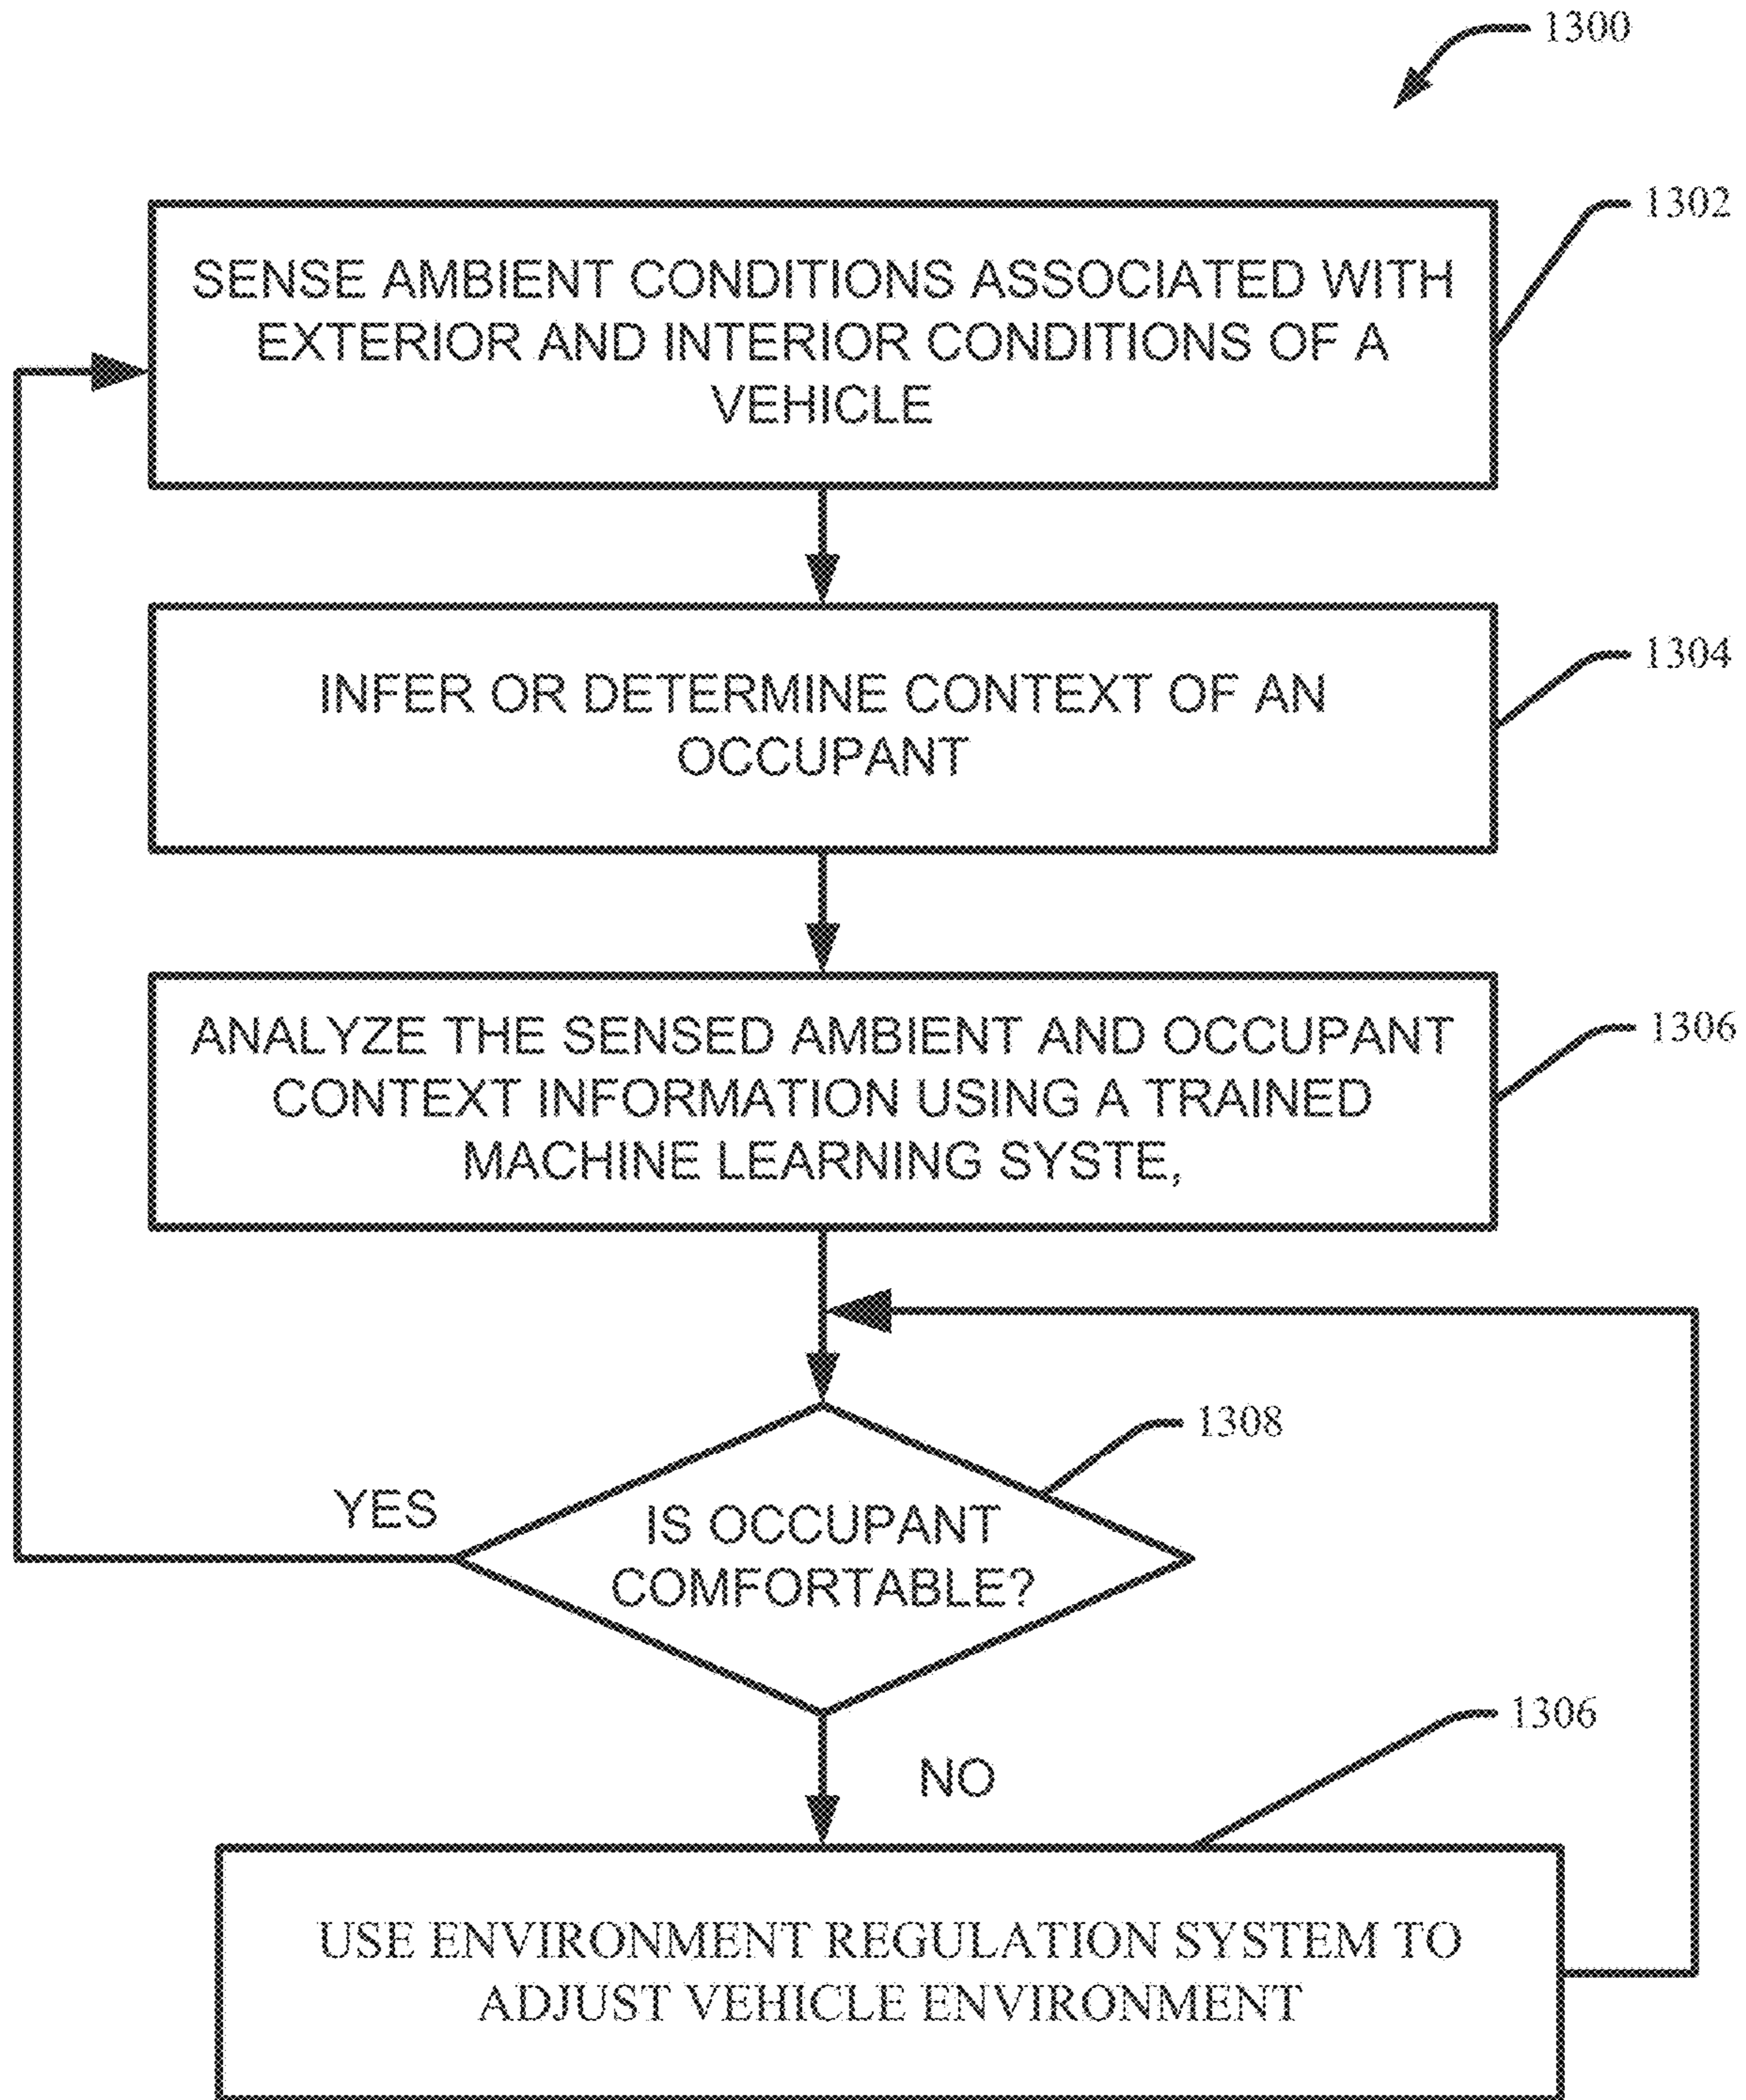 1300
1302
SENSE AMBIENT CONDITIONS ASSOCIATED WITH
EXTERIOR AND INTERIOR CONDITIONS OF A
VEHICLE
1304
INFER OR DETERMINE CONTEXT OF AN
OCCUPANT
1306
ANALYZE THE SENSED AMBIENT AND OCCUPANT
CONTEXT INFORMATION USING A TRAINED
MACHINE LEARNING SYSTE,
1308
YES
IS OCCUPANT
COMFORTABLE?
1306
NO
USE ENVIRONMENT REGULATION SYSTEM TO
ADJUST VEHICLE ENVIRONMENT